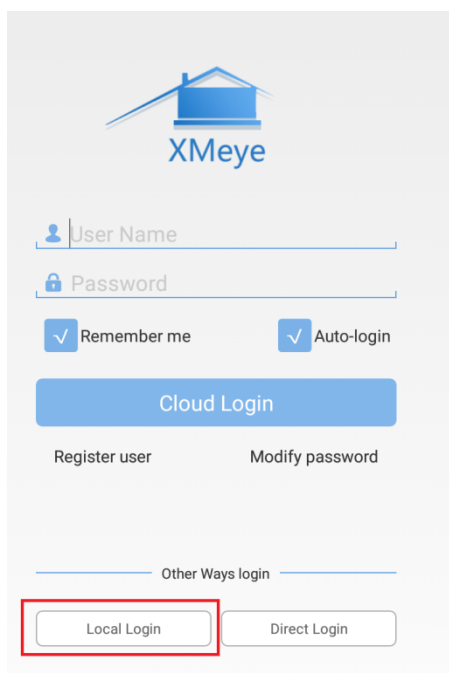 XMeye
User Name
Password
√ Remember me √ Auto-login
Cloud Login
Register user Modify password
Other Ways login
Local Login Direct Login